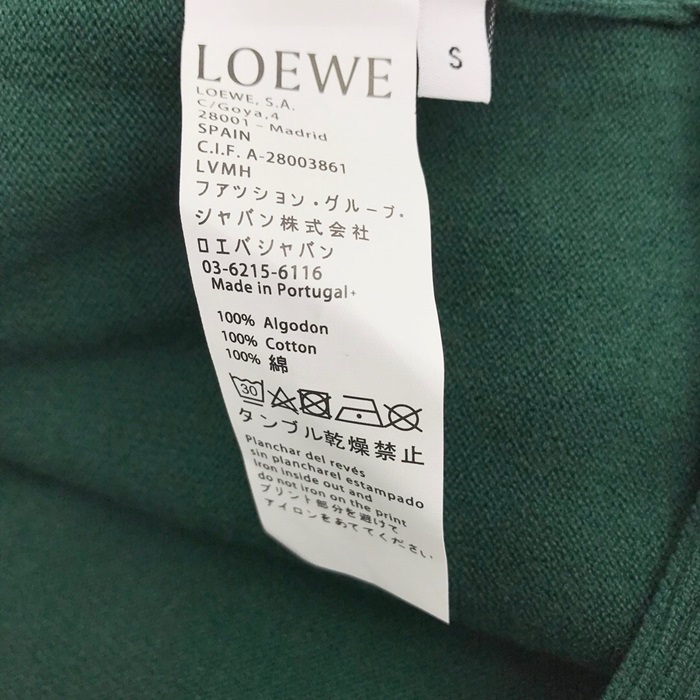 LOEWE
S
LOEWE, S.A.
C/Goya,4
28001 - Madrid
SPAIN
C.I.F. A-28003861
LVMH
ファツション・グループ・
ジャパン株式会社
ロエバジャパン
03-6215-6116
Made in Portugal
100% Algodon
100% Cotton
100% 綿
30
タンブル乾燥禁止
Planchar del revés
sin plancharel estampado
Iron inside out and
do not iron on the print
プリント部分を避けて
アイロンをあててください